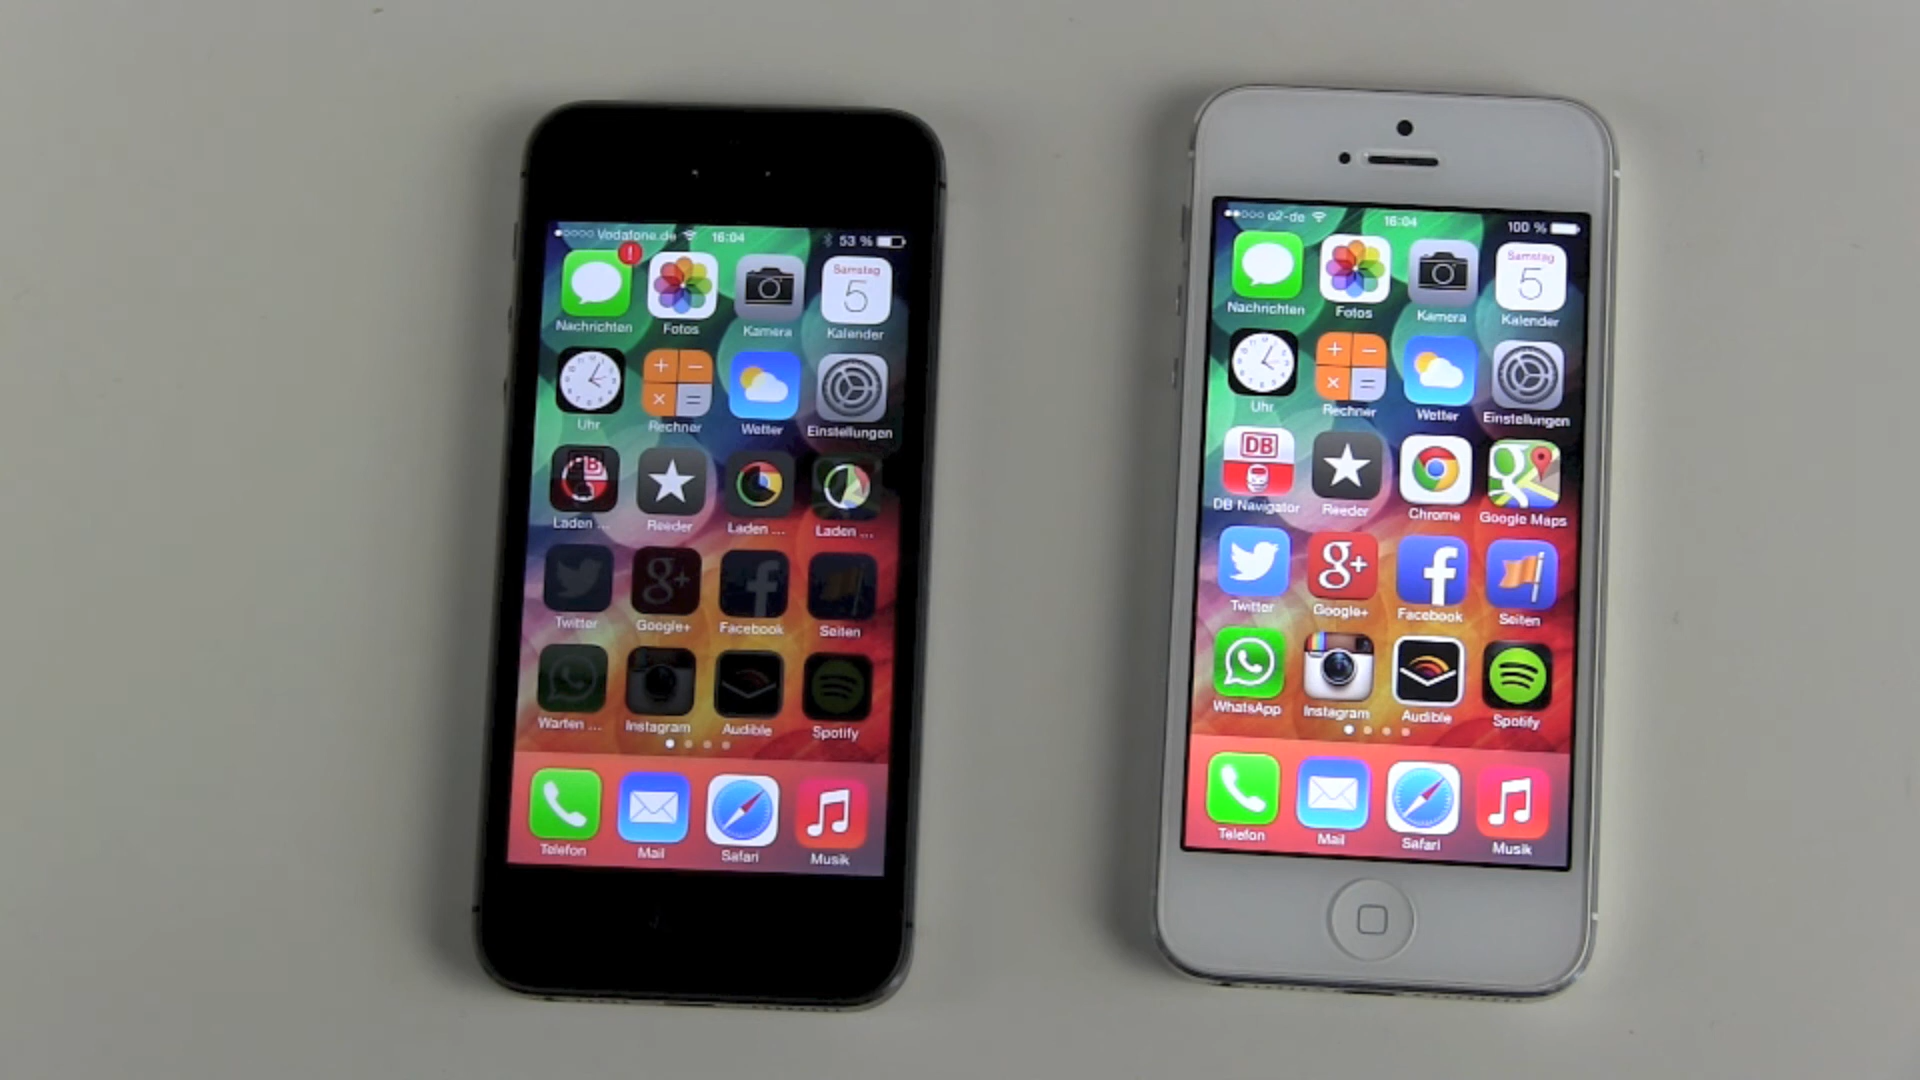 Vodafone.de 16:04 53 %
!
Samstag
5
Nachrichten Fotos Kamera Kalender
Uhr Rechner Wetter Einstellungen
DB
Laden ... Reeder Laden ... Laden ...
g+ f
Twitter Google+ Facebook Seiten
Warten ... Instagram Audible Spotify
Telefon Mail Safari Musik
o2-de 16:04 100 %
Samstag
5
Nachrichten Fotos Kamera Kalender
Uhr Rechner Wetter Einstellungen
DB g
DB Navigator Reeder Chrome Google Maps
g+ f
Twitter Google+ Facebook Seiten
WhatsApp Instagram Audible Spotify
Telefon Mail Safari Musik